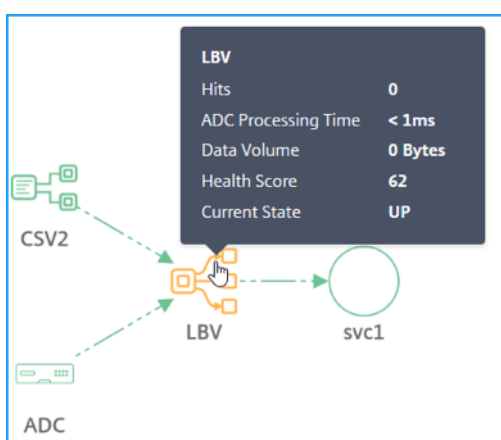 LBV
Hits 0
ADC Processing Time < 1ms
Data Volume 0 Bytes
Health Score 62
Current State UP
CSV2
LBV
svc1
ADC